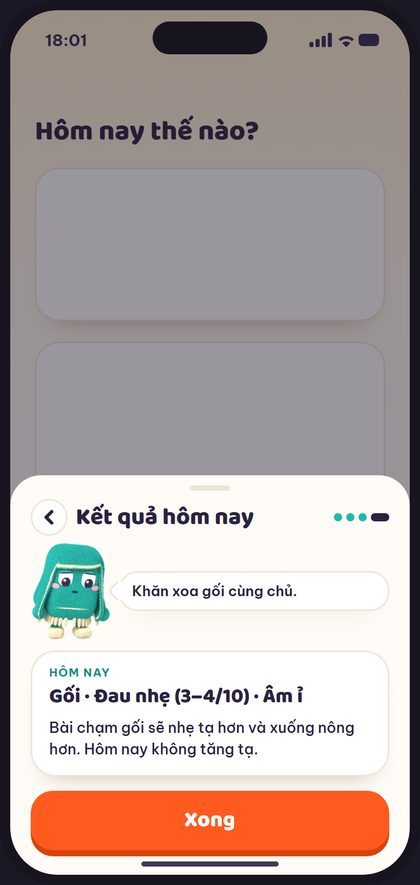 18:01
Hôm nay thế nào?
Kết quả hôm nay
Khăn xoa gối cùng chủ.
HÔM NAY
Gối · Đau nhẹ (3–4/10) · Âm ỉ
Bài chạm gối sẽ nhẹ tạ hơn và xuống nông
hơn. Hôm nay không tăng tạ.
Xong